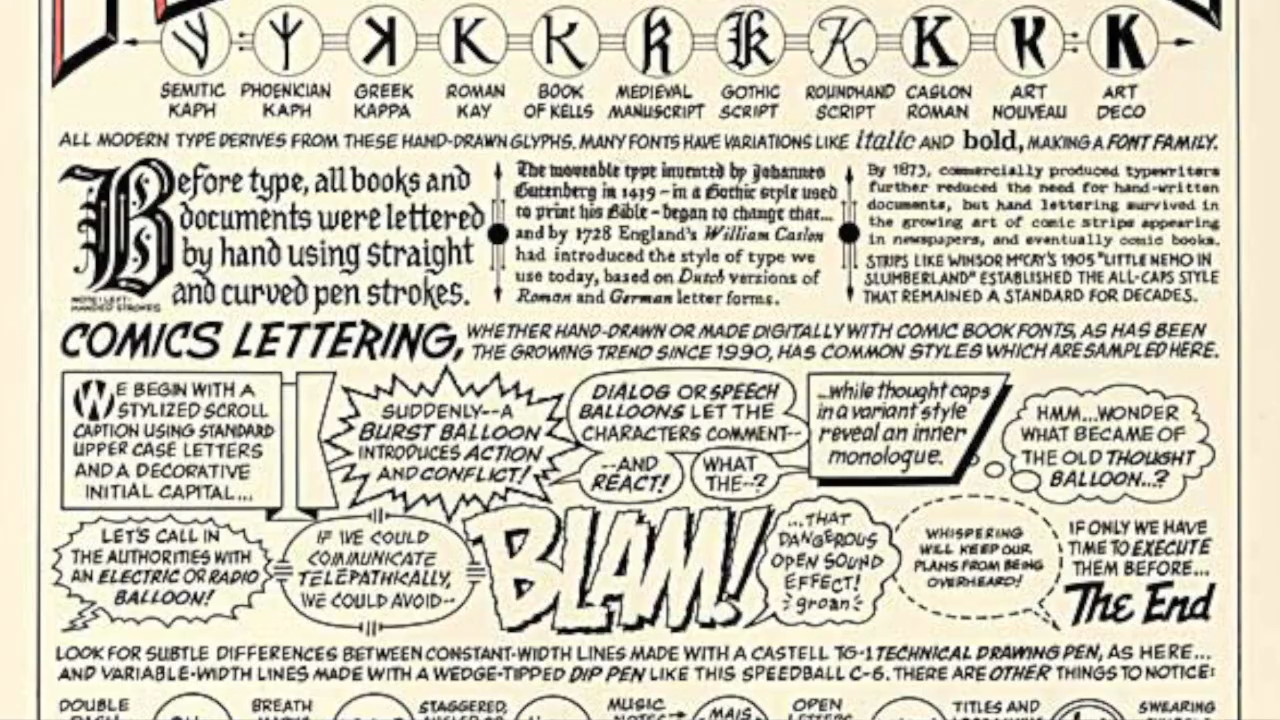 SEMITIC KAPH
PHOENICIAN KAPH
GREEK KAPPA
ROMAN KAY
BOOK OF KELLS
MEDIEVAL MANUSCRIPT
GOTHIC SCRIPT
ROUNDHAND SCRIPT
CASLON ROMAN
ART NOUVEAU
ART DECO
ALL MODERN TYPE DERIVES FROM THESE HAND-DRAWN GLYPHS. MANY FONTS HAVE VARIATIONS LIKE italic AND bold, MAKING A FONT FAMILY.
Before type, all books and
documents were lettered
by hand using straight
and curved pen strokes.
NOTE: LEFT-
HANDED STROKES
The moveable type invented by Johannes
Gutenberg in 1419 – in a Gothic style used
to print his Bible – began to change that...
and by 1728 England's William Caslon
had introduced the style of type we
use today, based on Dutch versions of
Roman and German letter forms.
By 1873, commercially produced typewriters
further reduced the need for hand-written
documents, but hand lettering survived in
the growing art of comic strips appearing
in newspapers, and eventually comic books.
STRIPS LIKE WINSOR McCAY'S 1905 "LITTLE NEMO IN
SLUMBERLAND" ESTABLISHED THE ALL-CAPS STYLE
THAT REMAINED A STANDARD FOR DECADES.
COMICS LETTERING, WHETHER HAND-DRAWN OR MADE DIGITALLY WITH COMIC BOOK FONTS, AS HAS BEEN
THE GROWING TREND SINCE 1990, HAS COMMON STYLES WHICH ARE SAMPLED HERE.
WE BEGIN WITH A
STYLIZED SCROLL
CAPTION USING STANDARD
UPPER CASE LETTERS
AND A DECORATIVE
INITIAL CAPITAL...
SUDDENLY--A
BURST BALLOON
INTRODUCES ACTION
AND CONFLICT!
DIALOG OR SPEECH
BALLOONS LET THE
CHARACTERS COMMENT--
--AND
REACT!
WHAT
THE--?
...while thought caps
in a variant style
reveal an inner
monologue.
HMM...WONDER
WHAT BECAME OF
THE OLD THOUGHT
BALLOON...?
LET'S CALL IN
THE AUTHORITIES WITH
AN ELECTRIC OR RADIO
BALLOON!
IF WE COULD
COMMUNICATE
TELEPATHICALLY,
WE COULD AVOID--
BLAM!
...THAT
DANGEROUS
OPEN SOUND
EFFECT!
groan
WHISPERING
WILL KEEP OUR
PLANS FROM BEING
OVERHEARD!
IF ONLY WE HAVE
TIME TO EXECUTE
THEM BEFORE...
The End
LOOK FOR SUBTLE DIFFERENCES BETWEEN CONSTANT-WIDTH LINES MADE WITH A CASTELL TG-1 TECHNICAL DRAWING PEN, AS HERE...
AND VARIABLE-WIDTH LINES MADE WITH A WEDGE-TIPPED DIP PEN LIKE THIS SPEEDBALL C-6. THERE ARE OTHER THINGS TO NOTICE:
DOUBLE
BREATH
STAGGERED,
MUSIC
MAIS
OPEN
TITLES AND
SWEARING